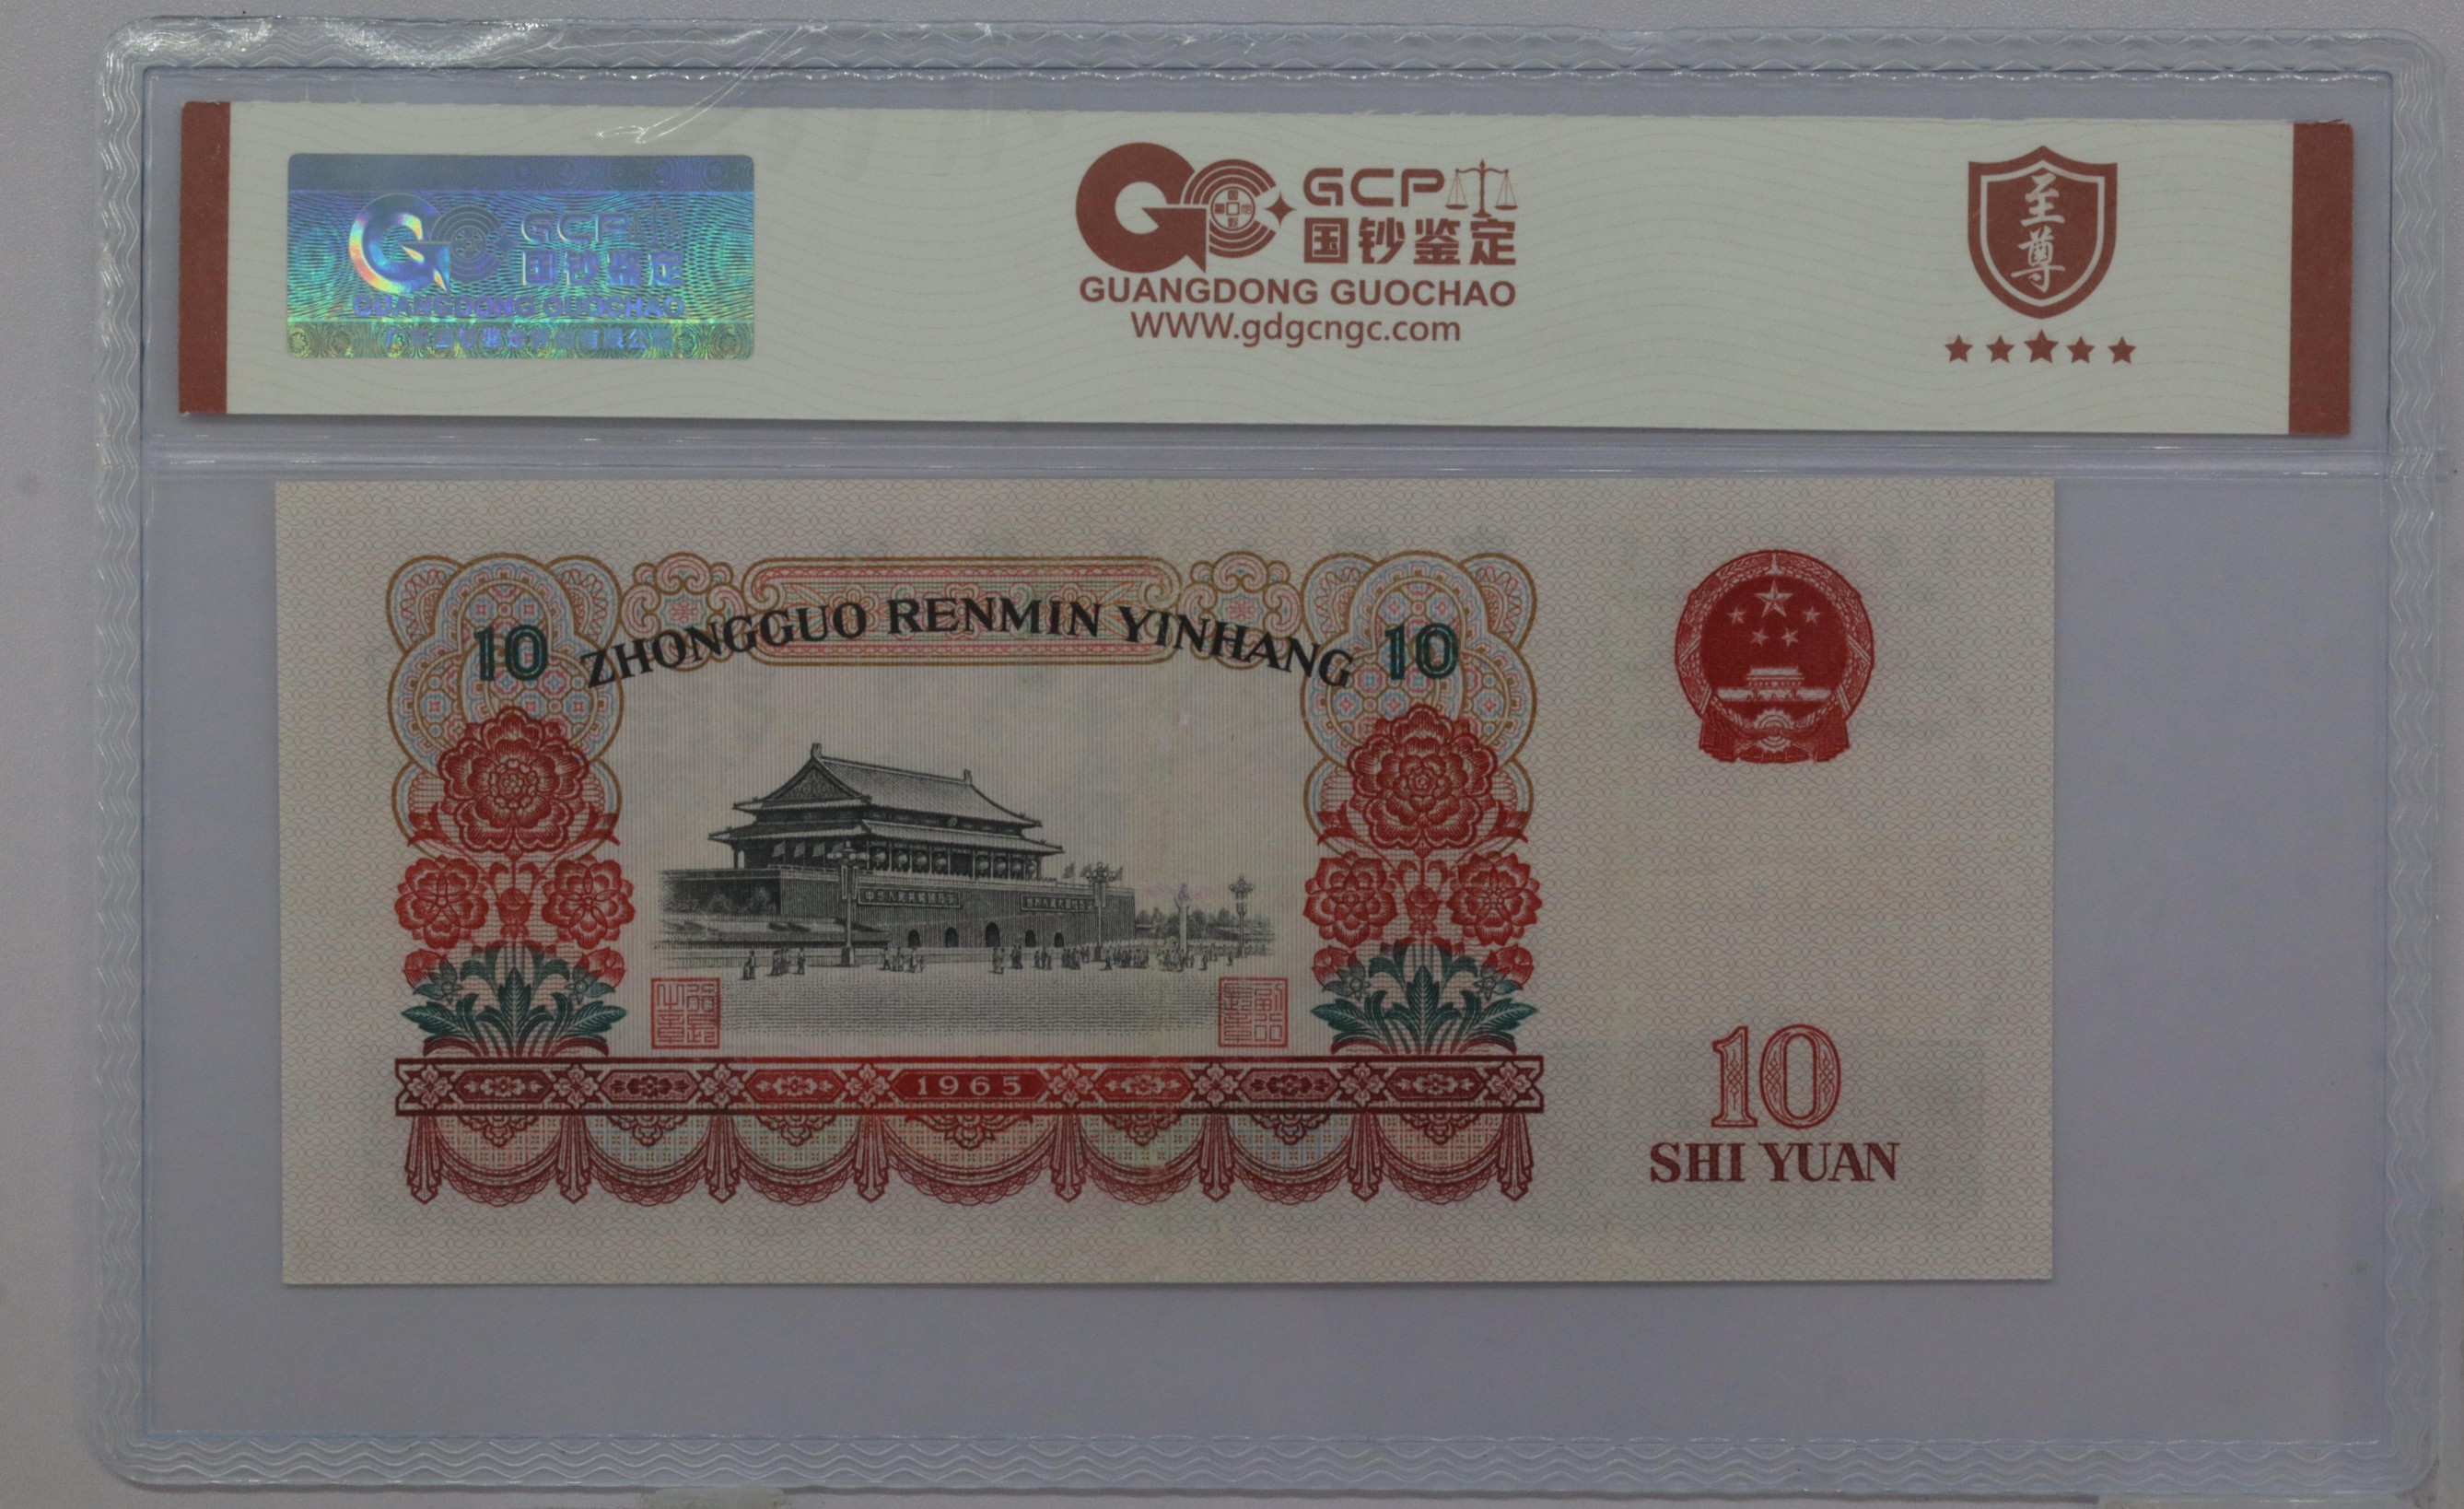 GCP
国钞鉴定
GUANGDONG GUOCHAO
GCP
国钞鉴定
GUANGDONG GUOCHAO
WWW.gdgcngc.com
至尊
10 ZHONGGUO RENMIN YINHANG 10
1965
10
SHI YUAN